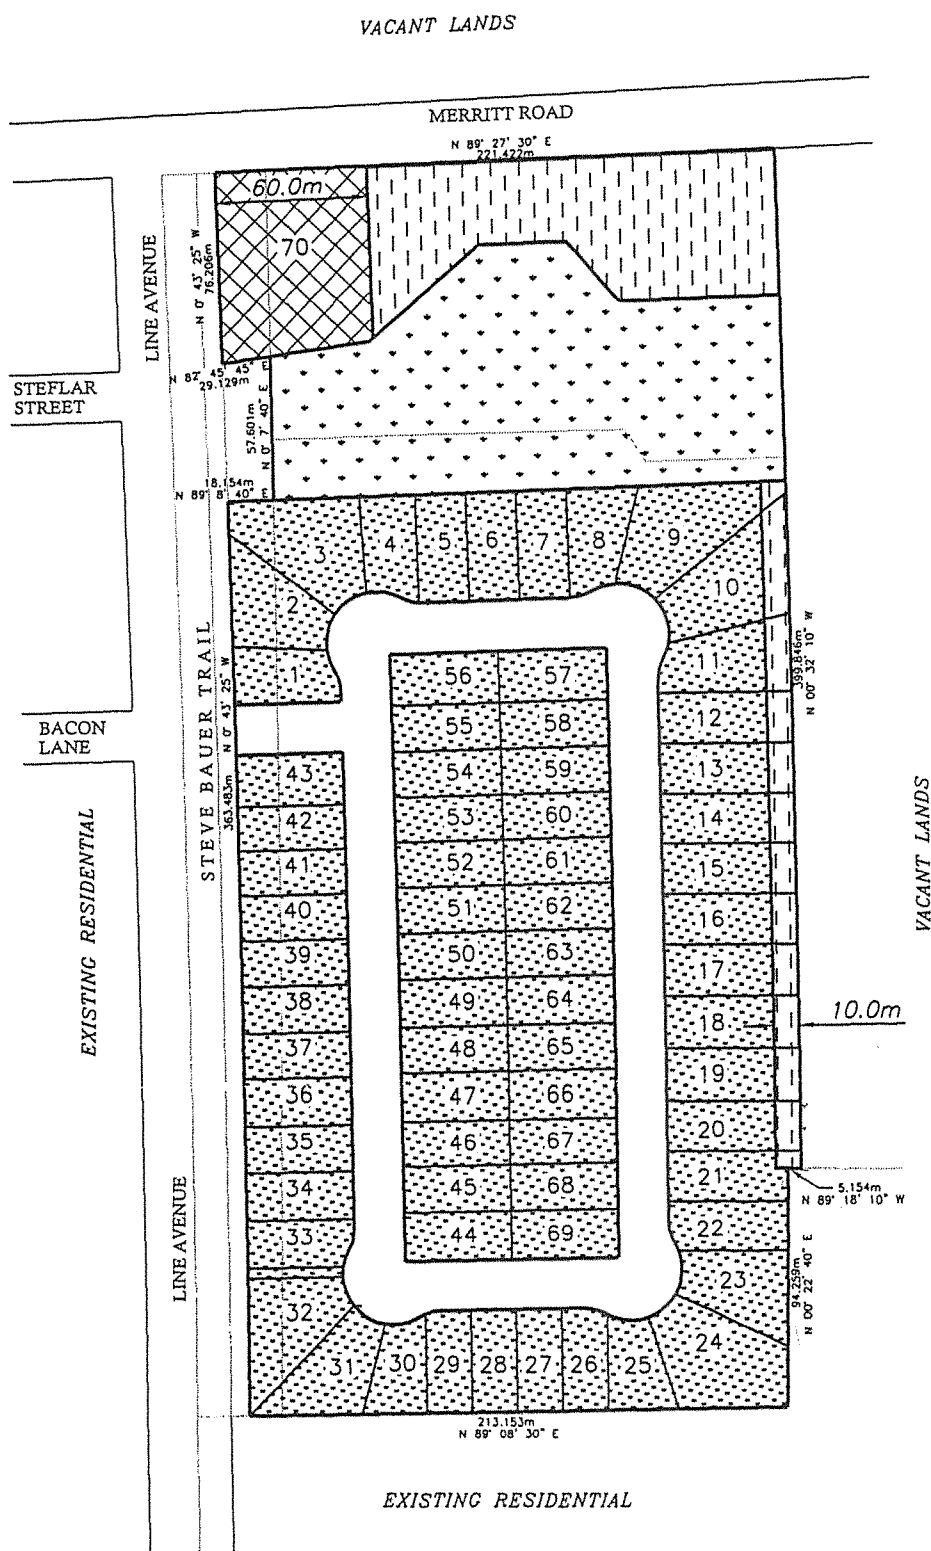 VACANT LANDS
MERRITT ROAD
N 89° 27' 30" E
221.422m
60.0m
70
LINE AVENUE
N 0° 43' 25" W
76.206m
N 82° 45' 45"
29.129m
E
STEFLAR
STREET
57.601m
N 0° 7' 40" E
18.154m
N 89° 8' 40" E
3
4
5
6
7
8
9
2
10
1
11
56
57
12
55
58
BACON
LANE
STEVE BAUER TRAIL
363.483m N 0° 43' 25" W
399.846m
N 00° 32' 10" W
43
54
59
13
42
53
60
14
41
52
61
15
40
51
62
16
39
50
63
17
38
49
64
18
10.0m
37
48
65
19
36
47
66
20
35
46
67
21
34
45
68
22
33
44
69
23
EXISTING RESIDENTIAL
VACANT LANDS
5.154m
N 89° 18' 10" W
94.259m
N 00° 22' 40" E
LINE AVENUE
32
24
31
30
29
28
27
26
25
213.153m
N 89° 08' 30" E
EXISTING RESIDENTIAL